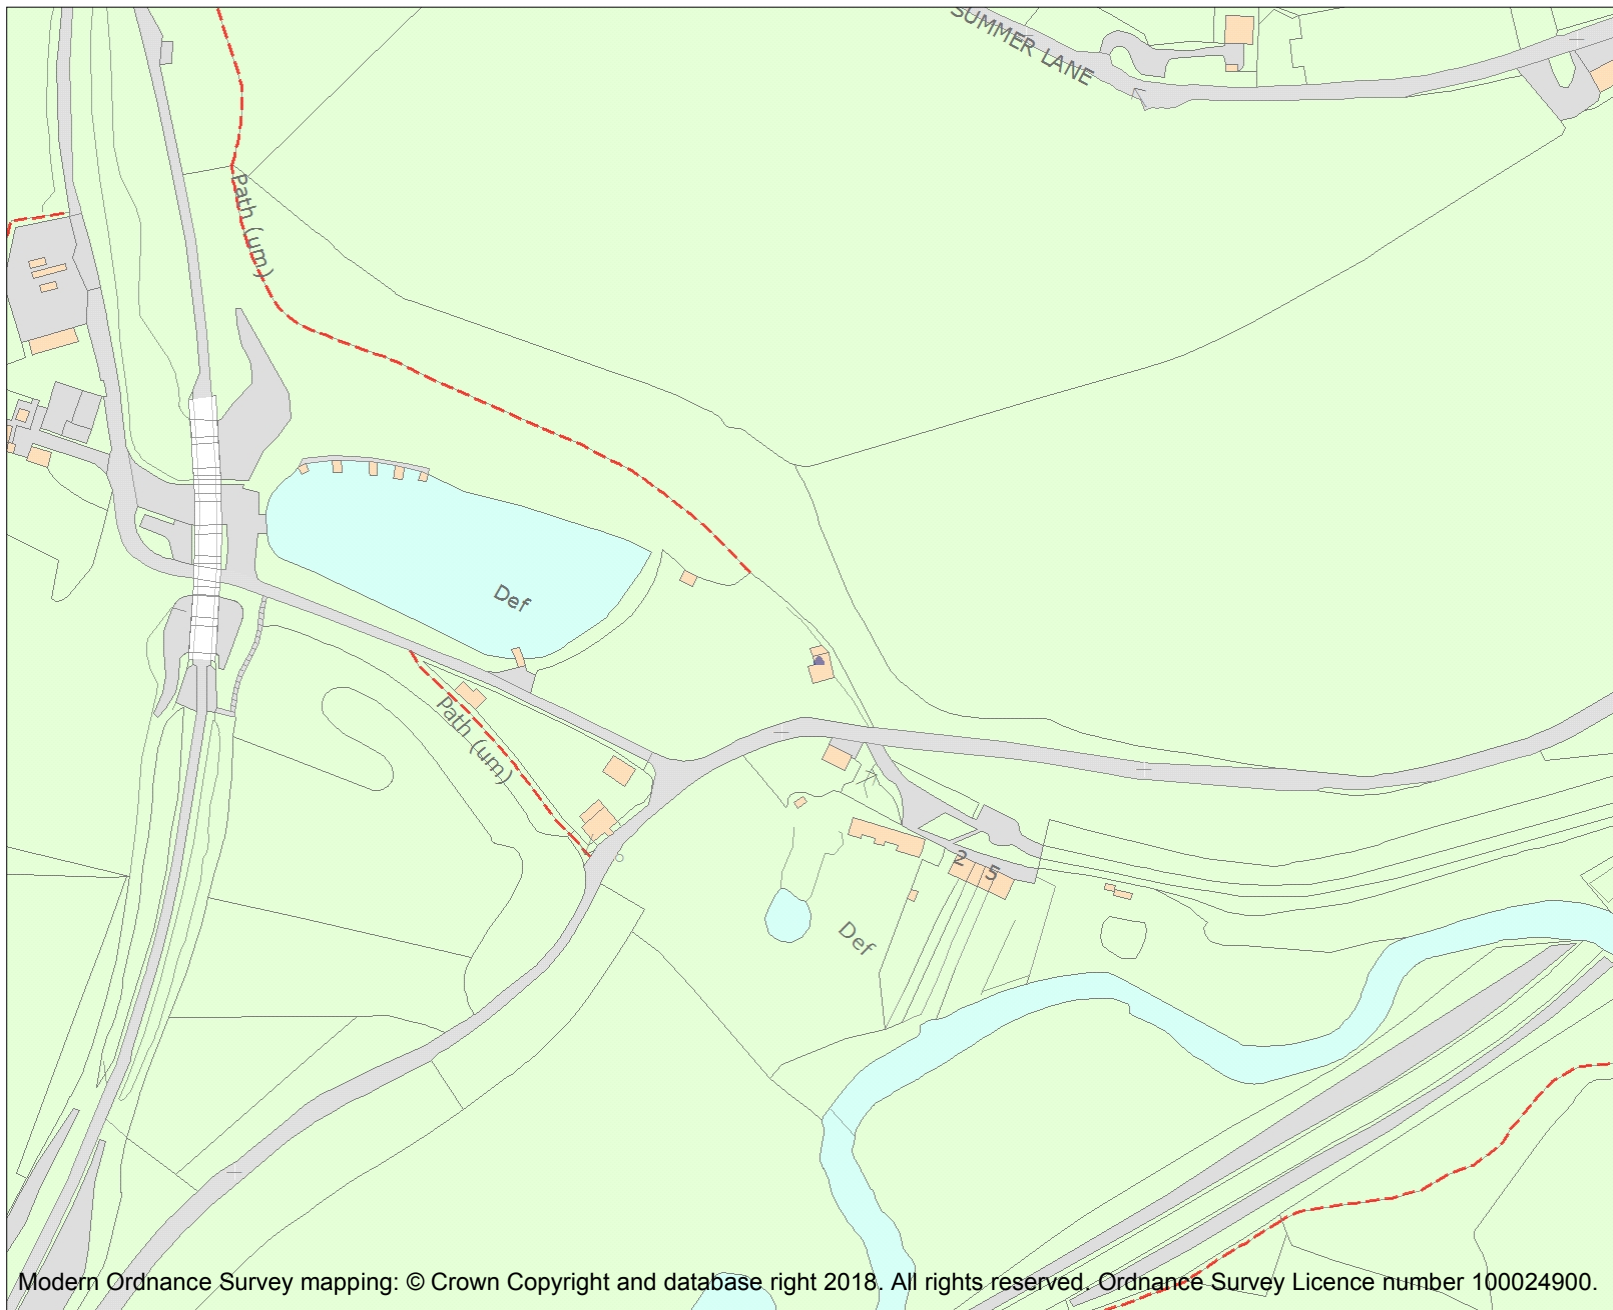 SUMMER LANE
Path (um)
Def
Path (um)
2
5
Def
Modern Ordnance Survey mapping: © Crown Copyright and database right 2018. All rights reserved. Ordnance Survey Licence number 100024900.